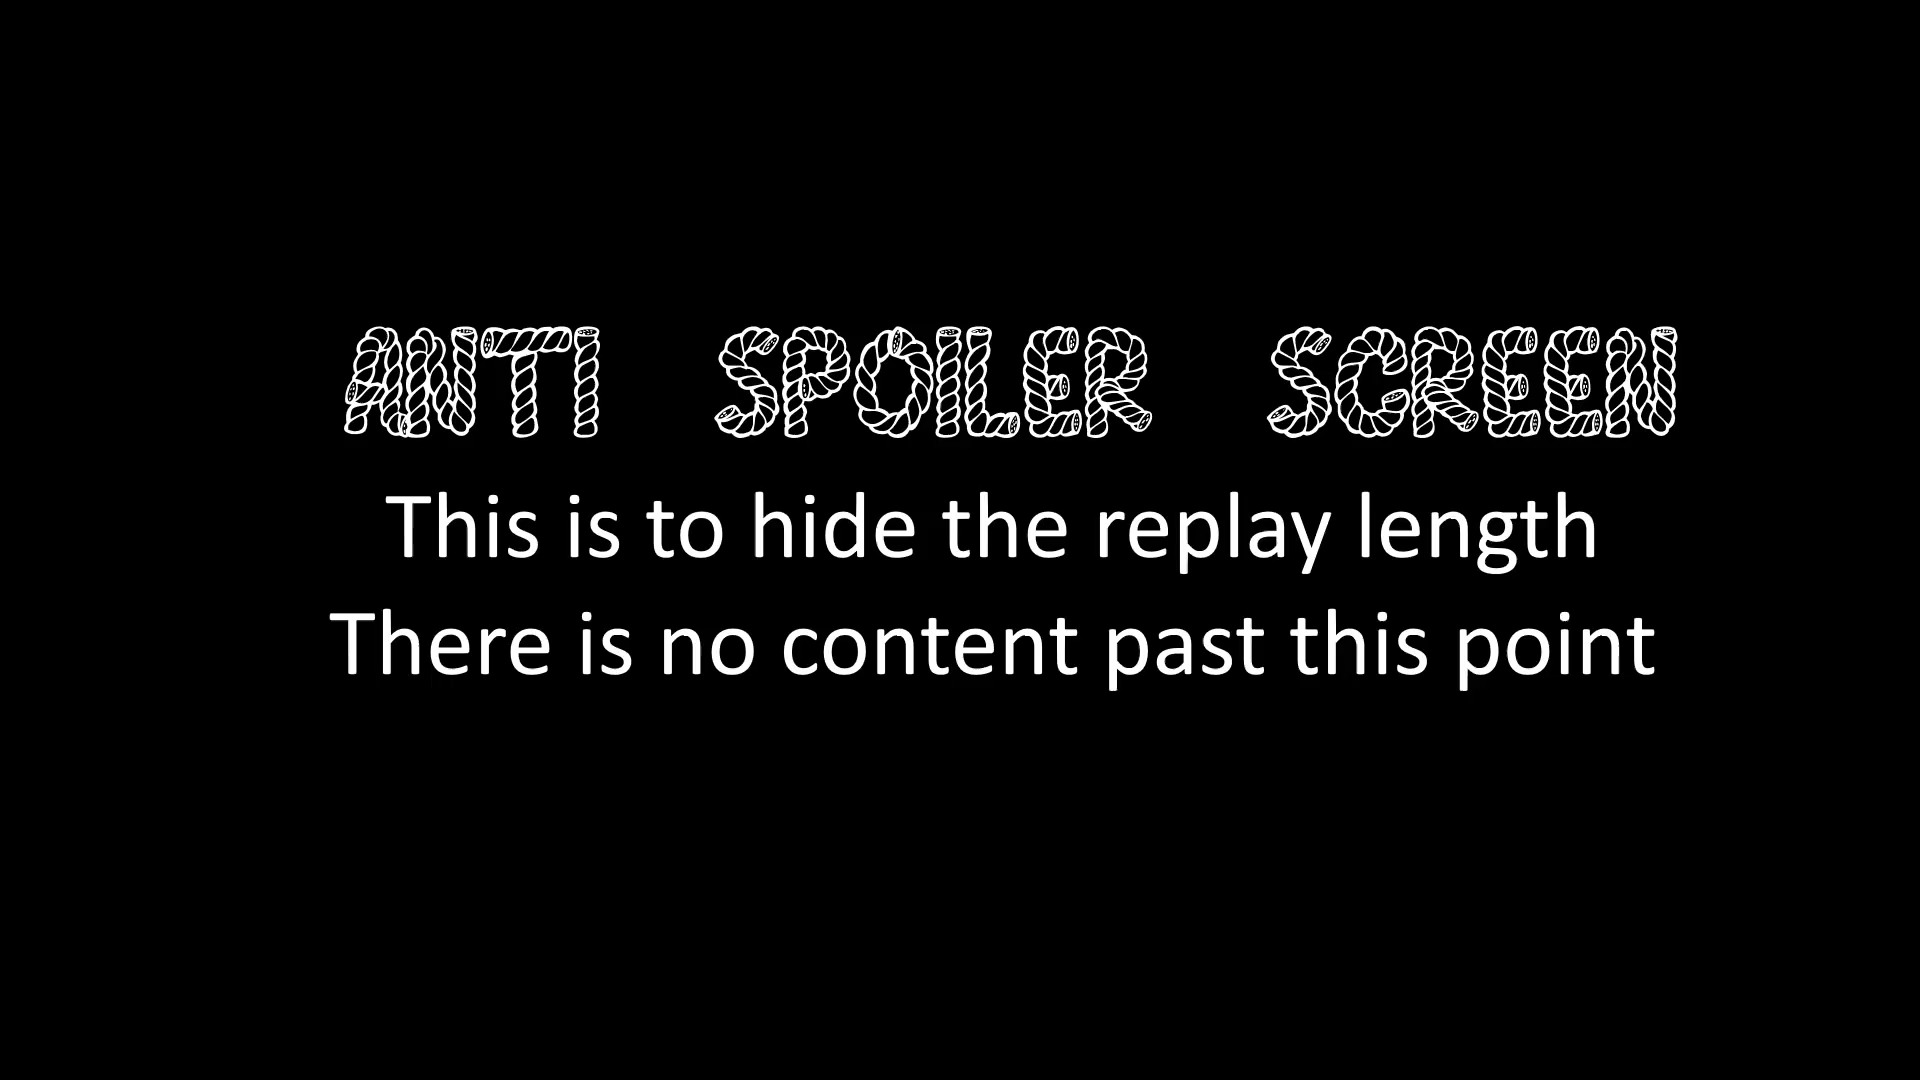 ANTI SPOILER SCREEN
This is to hide the replay length
There is no content past this point